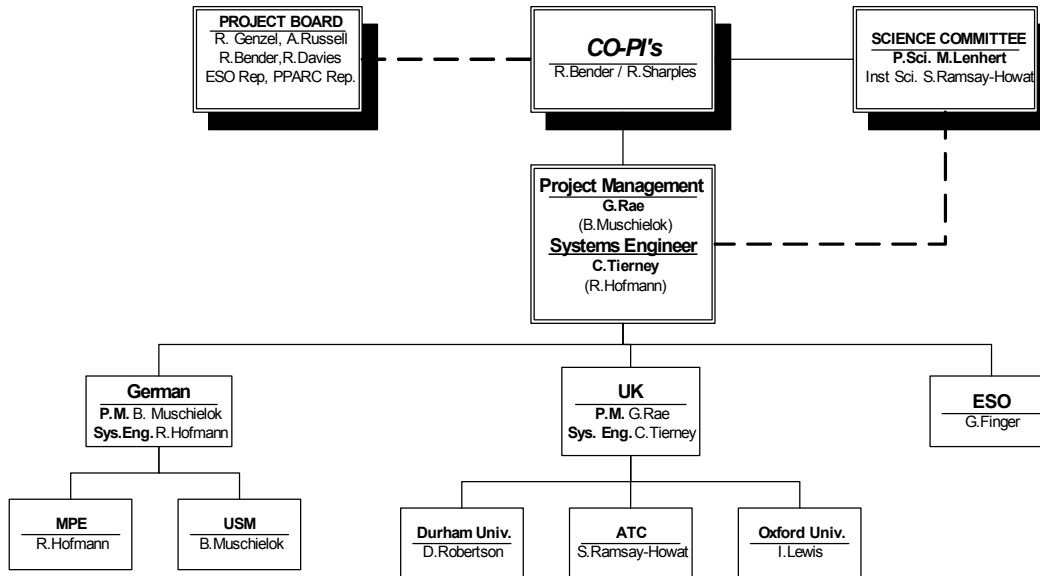 PROJECT BOARD
R. Genzel, A.Russell
R.Bender,R.Davies
ESO Rep, PPARC Rep.
CO-PI's
R.Bender / R.Sharples
SCIENCE COMMITTEE
P.Sci. M.Lenhert
Inst Sci. S.Ramsay-Howat
Project Management
G.Rae
(B.Muschielok)
Systems Engineer
C.Tierney
(R.Hofmann)
German
P.M. B. Muschielok
Sys.Eng. R.Hofmann
UK
P.M. G.Rae
Sys. Eng. C.Tierney
ESO
G.Finger
MPE
R.Hofmann
USM
B.Muschielok
Durham Univ.
D.Robertson
ATC
S.Ramsay-Howat
Oxford Univ.
I.Lewis